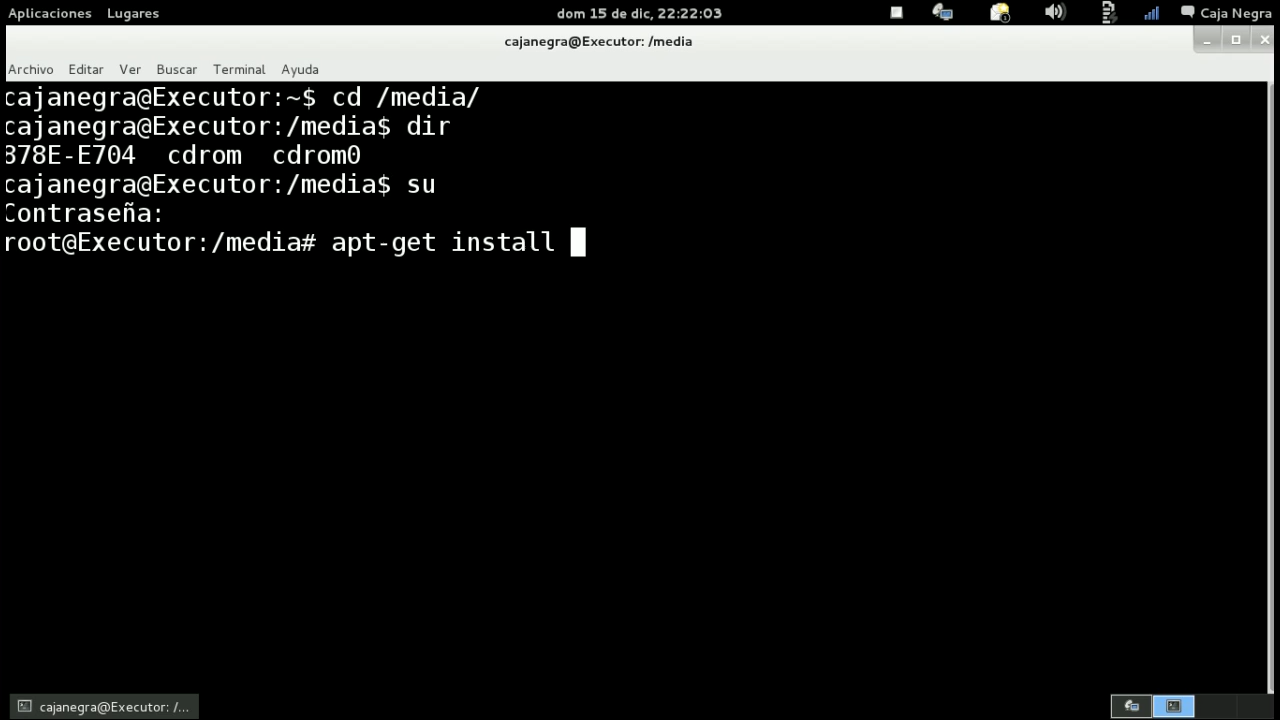 Aplicaciones Lugares dom 15 de dic, 22:22:03 Caja Negra
cajanegra@Executor: /media
Archivo Editar Ver Buscar Terminal Ayuda
cajanegra@Executor:~$ cd /media/
cajanegra@Executor:/media$ dir
878E-E704 cdrom cdrom0
cajanegra@Executor:/media$ su
Contraseña:
root@Executor:/media# apt-get install
cajanegra@Executor: /...